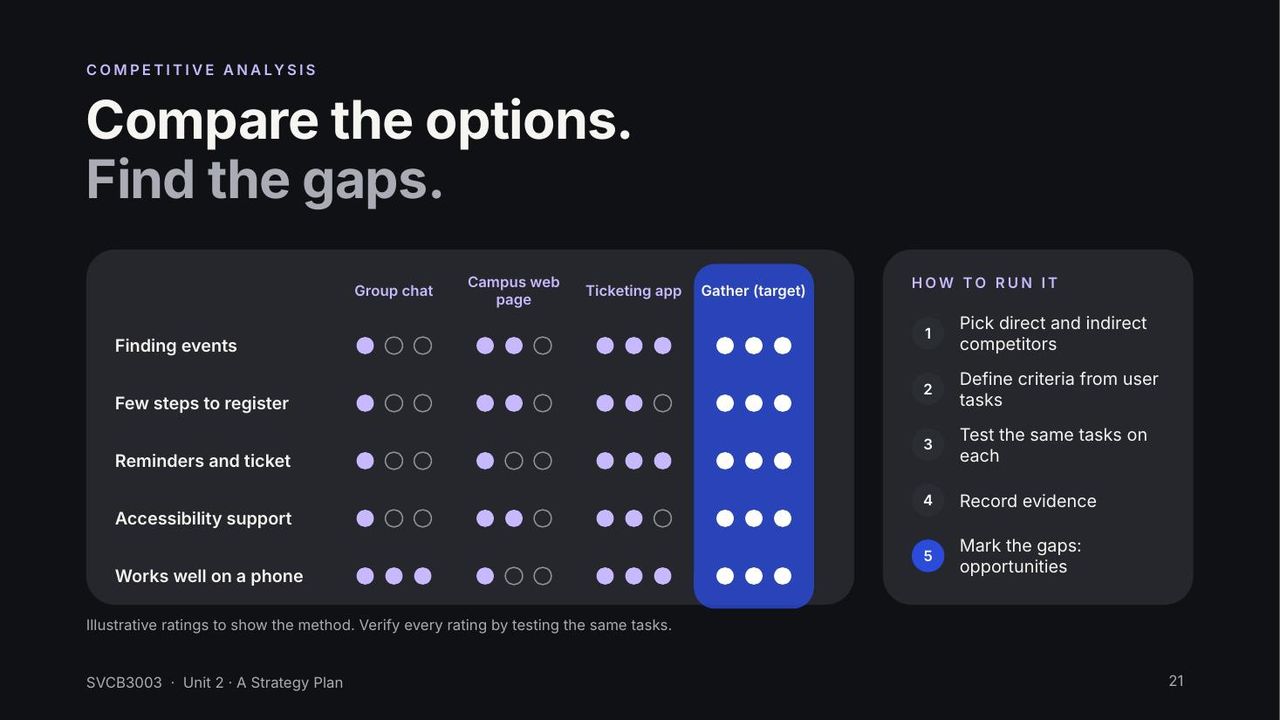 COMPETITIVE ANALYSIS
Compare the options.
Find the gaps.
Group chat
Campus web
page
Ticketing app
Gather (target)
Finding events
Few steps to register
Reminders and ticket
Accessibility support
Works well on a phone
HOW TO RUN IT
1
Pick direct and indirect
competitors
2
Define criteria from user
tasks
3
Test the same tasks on
each
4
Record evidence
5
Mark the gaps:
opportunities
Illustrative ratings to show the method. Verify every rating by testing the same tasks.
SVCB3003 · Unit 2 · A Strategy Plan
21